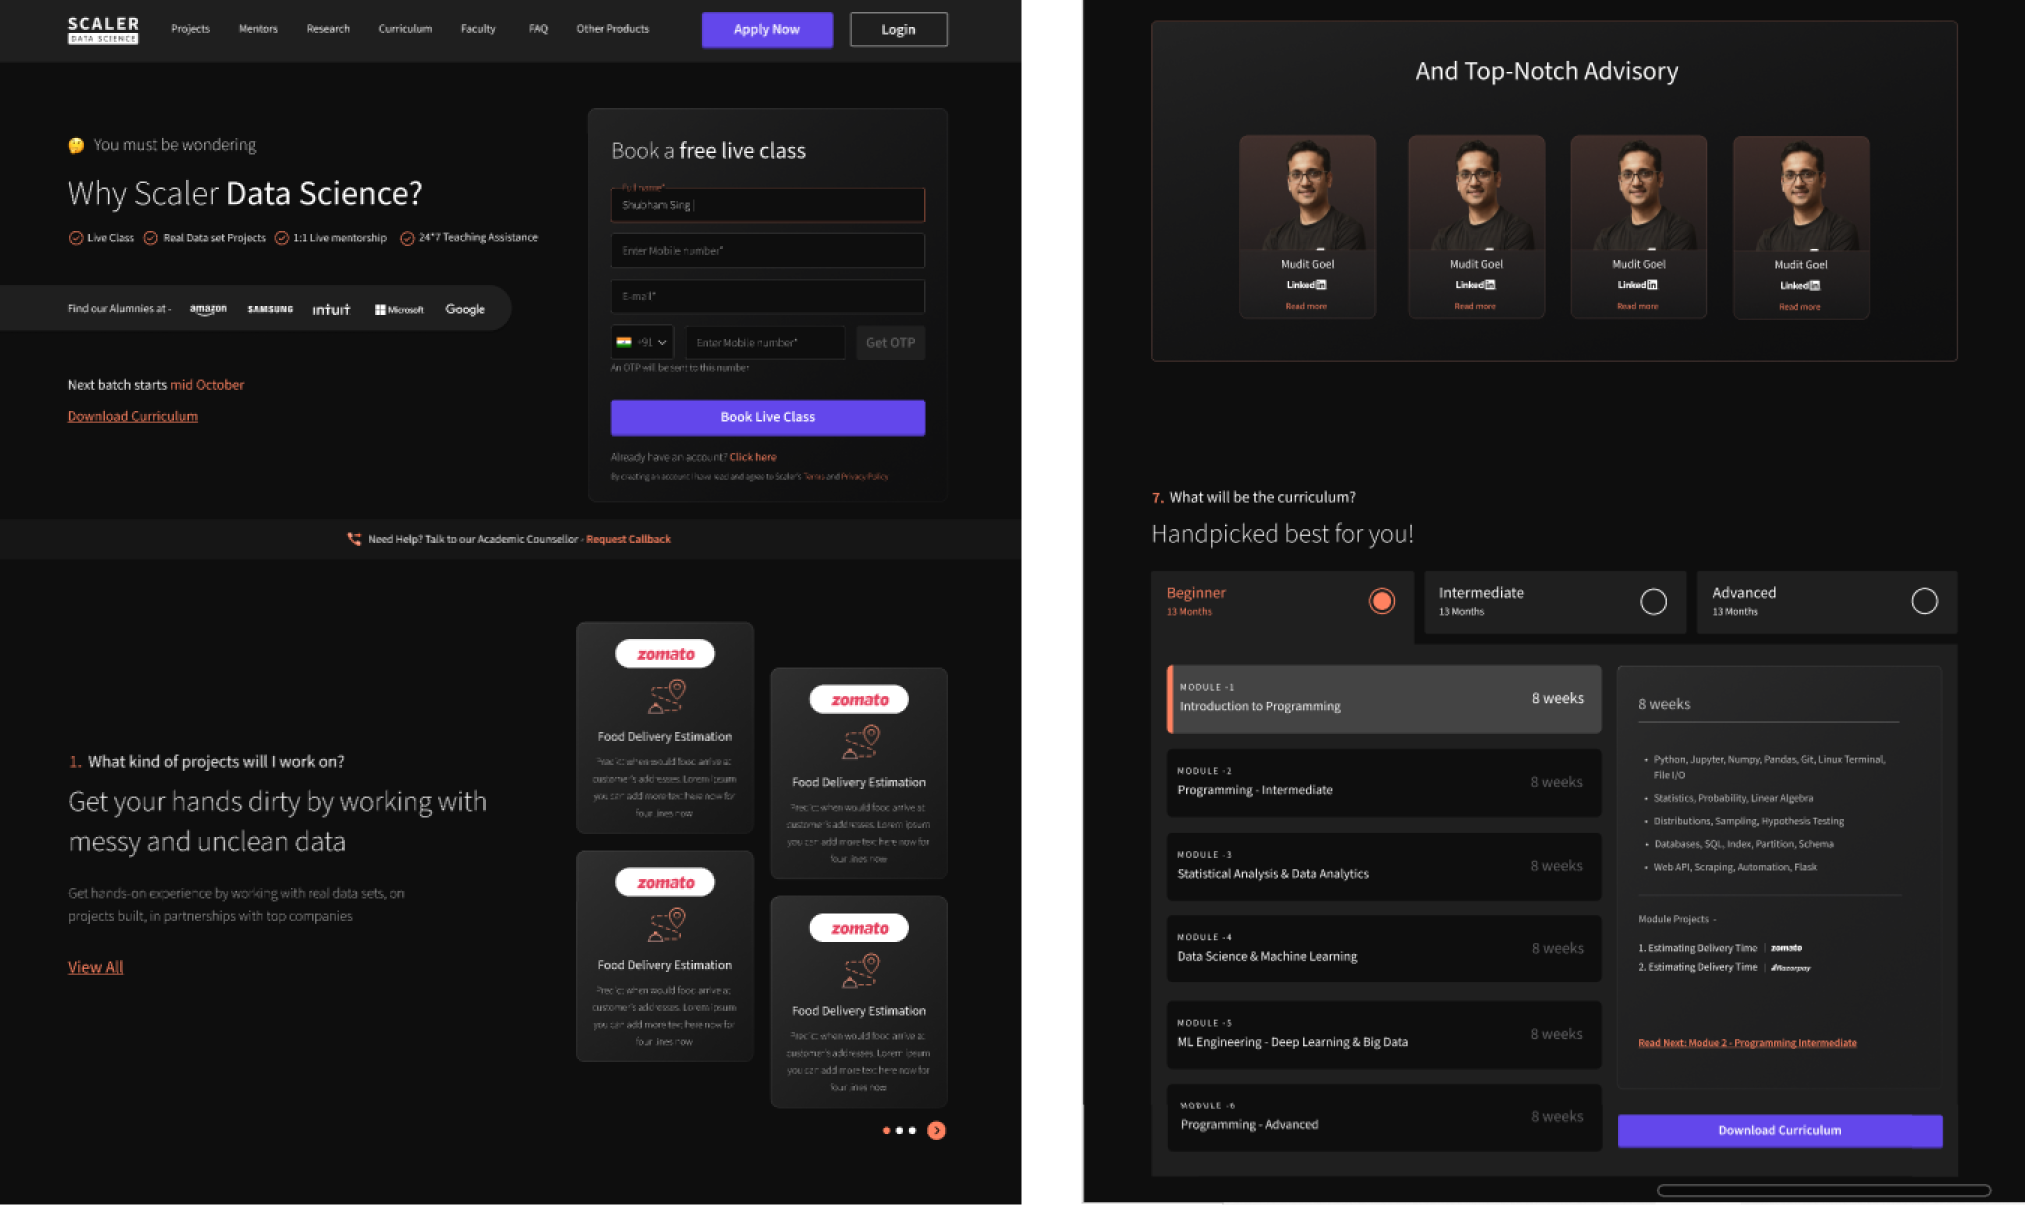 SCALER
DATA SCIENCE
Projects
Mentors
Research
Curriculum
Faculty
FAQ
Other Products
Apply Now
Login
You must be wondering
Why Scaler Data Science?
Live Class
Real Data set Projects
1:1 Live mentorship
24*7 Teaching Assistance
Find our Alumnies at -
amazon
SAMSUNG
intuit
Microsoft
Google
Next batch starts mid October
Download Curriculum
Book a free live class
Full name*
Shubham Sing
Enter Mobile number*
E-mail*
+91
Enter Mobile number*
Get OTP
An OTP will be sent to this number
Book Live Class
Already have an account? Click here
By creating an account I have read and agree to Scaler's Terms and Privacy Policy
Need Help? Talk to our Academic Counsellor - Request Callback
1. What kind of projects will I work on?
Get your hands dirty by working with
messy and unclean data
Get hands-on experience by working with real data sets, on
projects built, in partnerships with top companies
View All
zomato
Food Delivery Estimation
Predict when would food arrive at
customer's addresses. Lorem ipsum
you can add more text here now for
four lines now
zomato
Food Delivery Estimation
Predict when would food arrive at
customer's addresses. Lorem ipsum
you can add more text here now for
four lines now
zomato
Food Delivery Estimation
Predict when would food arrive at
customer's addresses. Lorem ipsum
you can add more text here now for
four lines now
zomato
Food Delivery Estimation
Predict when would food arrive at
customer's addresses. Lorem ipsum
you can add more text here now for
four lines now
And Top-Notch Advisory
Mudit Goel
LinkedIn
Read more
Mudit Goel
LinkedIn
Read more
Mudit Goel
LinkedIn
Read more
Mudit Goel
LinkedIn
Read more
7. What will be the curriculum?
Handpicked best for you!
Beginner
13 Months
Intermediate
13 Months
Advanced
13 Months
MODULE -1
Introduction to Programming
8 weeks
MODULE -2
Programming - Intermediate
8 weeks
MODULE -3
Statistical Analysis & Data Analytics
8 weeks
MODULE -4
Data Science & Machine Learning
8 weeks
MODULE -5
ML Engineering - Deep Learning & Big Data
8 weeks
MODULE -6
Programming - Advanced
8 weeks
8 weeks
• Python, Jupyter, Numpy, Pandas, Git, Linux Terminal,
File I/O
• Statistics, Probability, Linear Algebra
• Distributions, Sampling, Hypothesis Testing
• Databases, SQL, Index, Partition, Schema
• Web API, Scraping, Automation, Flask
Module Projects -
1. Estimating Delivery Time | zomato
2. Estimating Delivery Time | Razorpay
Read Next: Modue 2 - Programming Intermediate
Download Curriculum